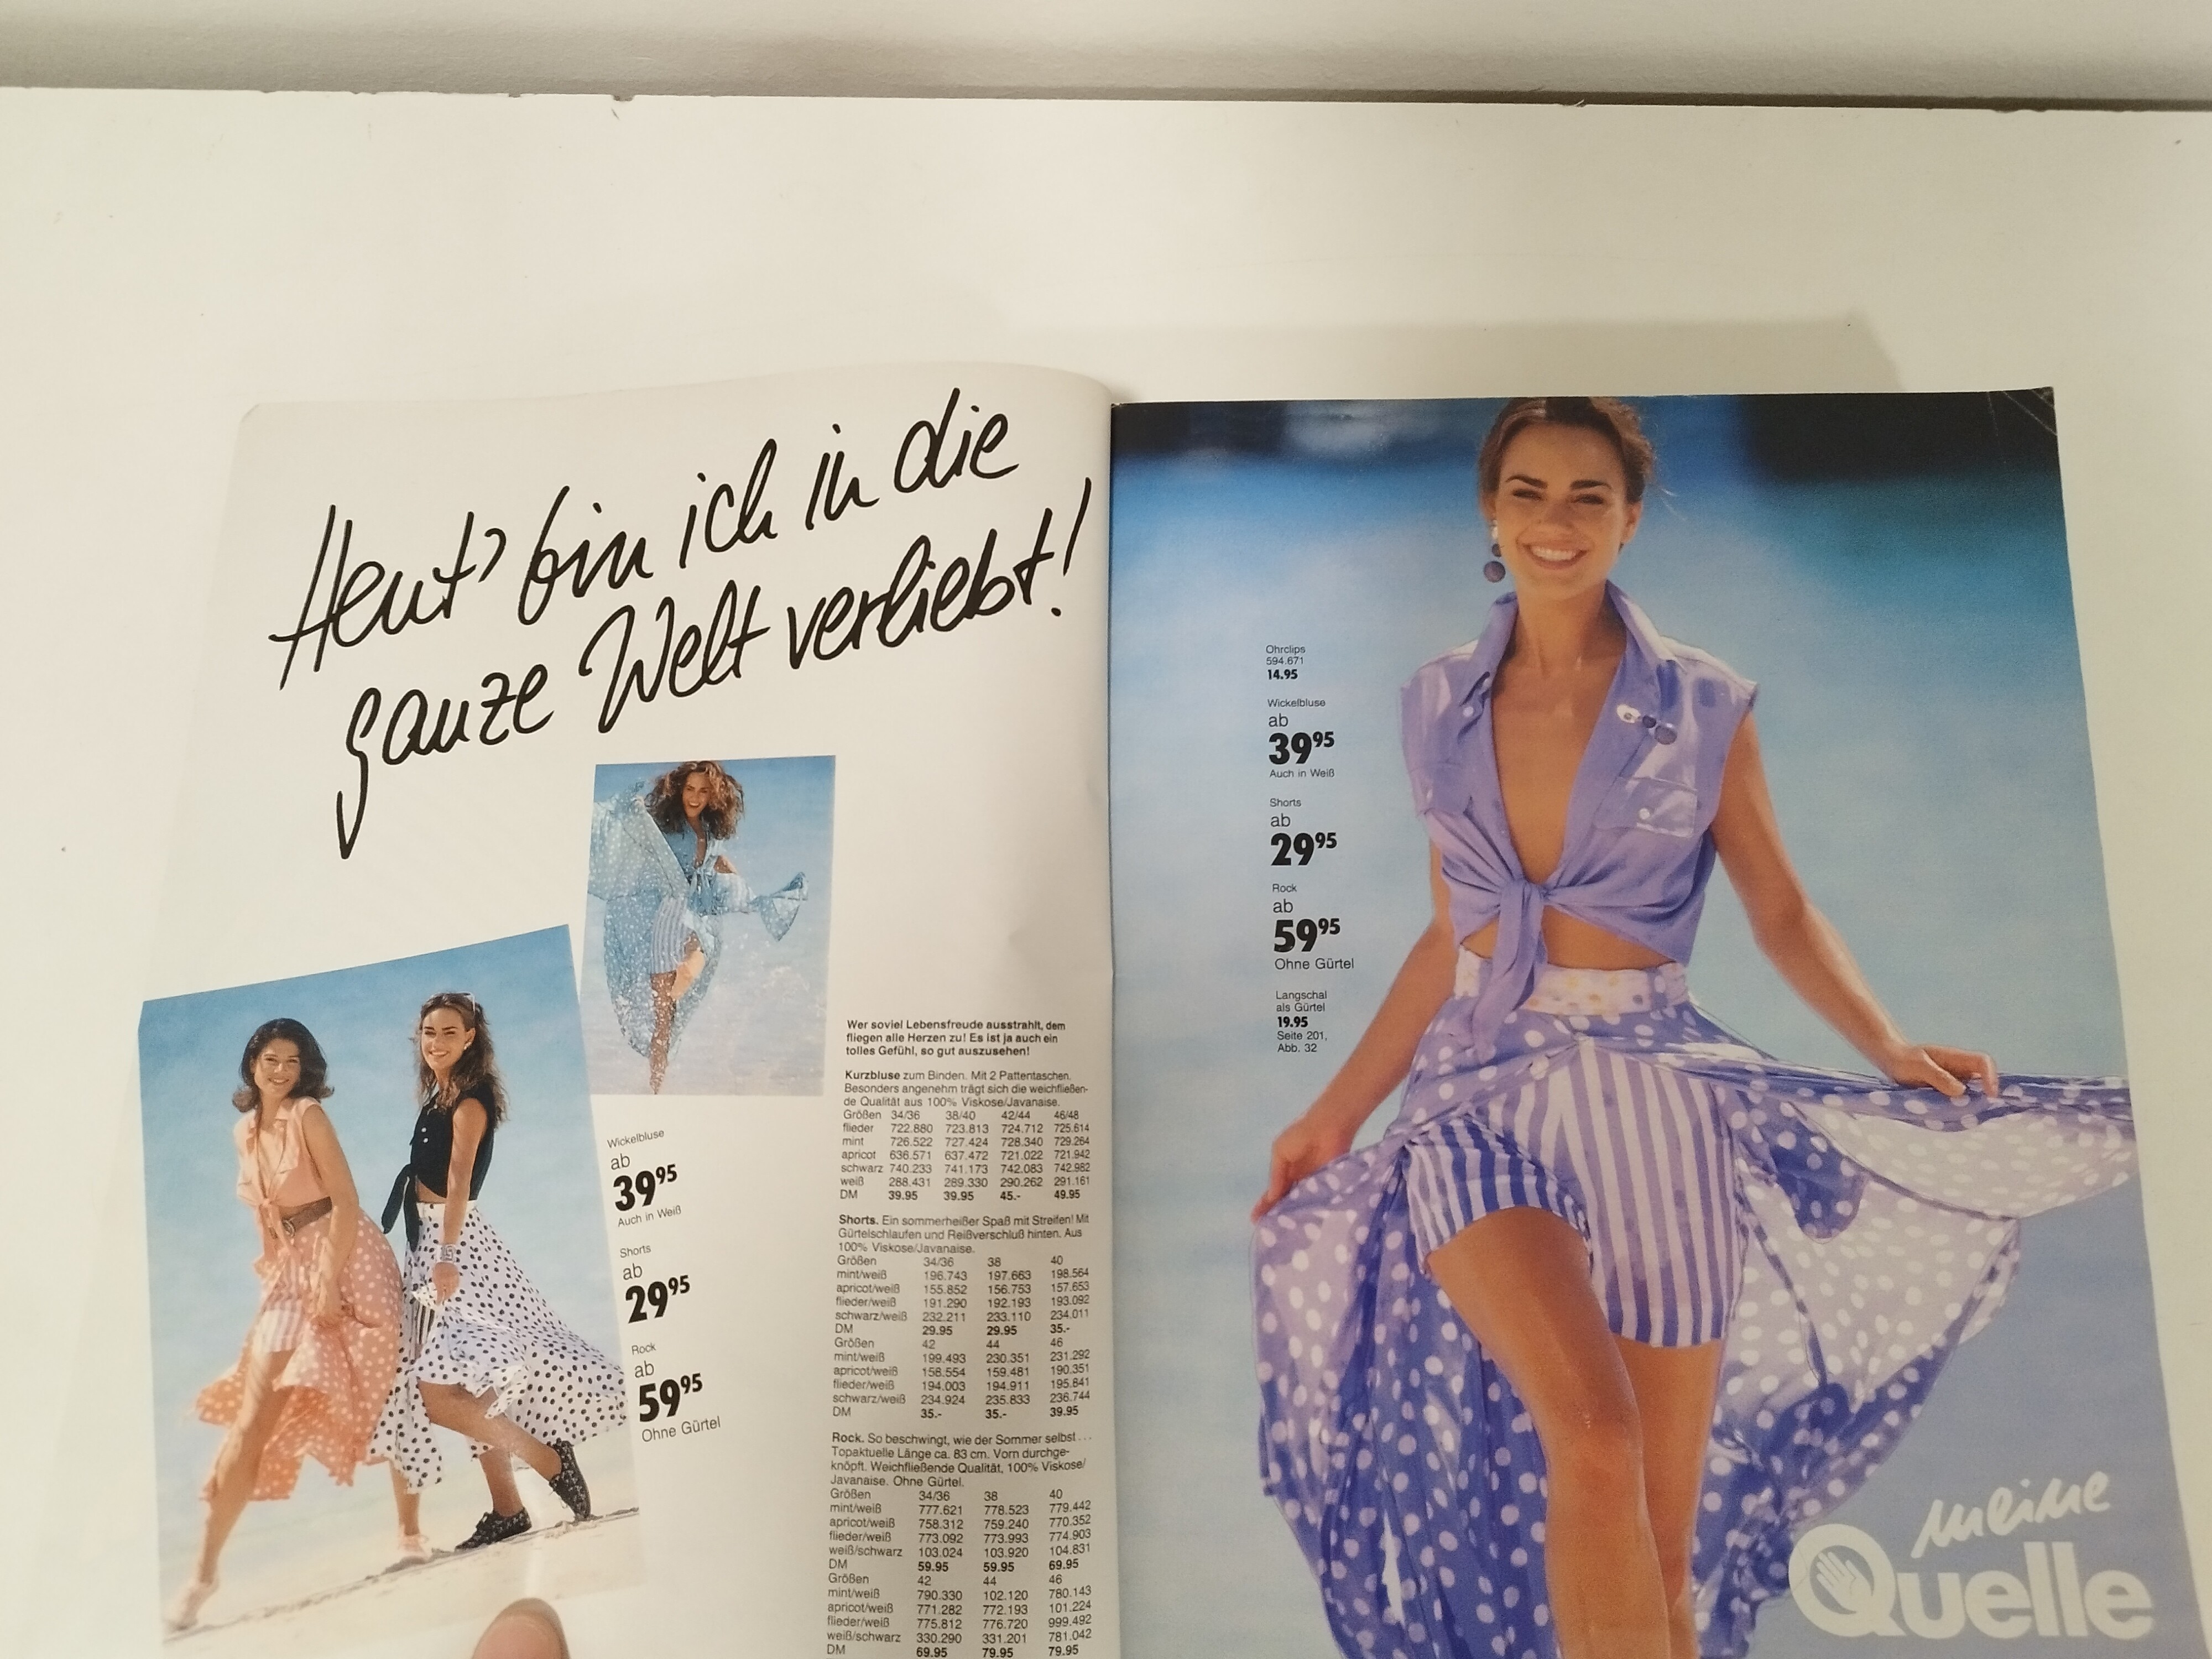 Heut' bin ich in die
ganze Welt verliebt!
Wickelbluse
ab
39 95
Auch in Weiß
Shorts
ab
29 95
Rock
ab
59 95
Ohne Gürtel
Wer soviel Lebensfreude ausstrahlt, dem
fliegen alle Herzen zu! Es ist ja auch ein
tolles Gefühl, so gut auszusehen!
Kurzbluse zum Binden. Mit 2 Pattentaschen.
Besonders angenehm trägt sich die weichfließen-
de Qualität aus 100% Viskose/Javanaise.
Größen 34/36 38/40 42/44 46/48
flieder 722.880 723.813 724.712 725.614
mint 726.522 727.424 728.340 729.264
apricot 636.571 637.472 721.022 721.942
schwarz 740.233 741.173 742.083 742.982
weiß 288.431 289.330 290.262 291.161
DM 39.95 39.95 45.- 49.95
Shorts. Ein sommerheißer Spaß mit Streifen! Mit
Gürtelschlaufen und Reißverschluß hinten. Aus
100% Viskose/Javanaise.
Größen 34/36 38 40
mint/weiß 196.743 197.663 198.564
apricot/weiß 155.852 156.753 157.653
flieder/weiß 191.290 192.193 193.092
schwarz/weiß 232.211 233.110 234.011
DM 29.95 29.95 35.-
Größen 42 44 46
mint/weiß 199.493 230.351 231.292
apricot/weiß 158.554 159.481 190.351
flieder/weiß 194.003 194.911 195.841
schwarz/weiß 234.924 235.833 236.744
DM 35.- 35.- 39.95
Rock. So beschwingt, wie der Sommer selbst...
Topaktuelle Länge ca. 83 cm. Vorn durchge-
knöpft. Weichfließende Qualität, 100% Viskose/
Javanaise. Ohne Gürtel.
Größen 34/36 38 40
mint/weiß 777.621 778.523 779.442
apricot/weiß 758.312 759.240 770.352
flieder/weiß 773.092 773.993 774.903
weiß/schwarz 103.024 103.920 104.831
DM 59.95 59.95 69.95
Größen 42 44 46
mint/weiß 790.330 102.120 780.143
apricot/weiß 771.282 772.193 101.224
flieder/weiß 775.812 776.720 999.492
weiß/schwarz 330.290 331.201 781.042
DM 69.95 79.95 79.95
Ohrclips
594.671
14.95
Wickelbluse
ab
39 95
Auch in Weiß
Shorts
ab
29 95
Rock
ab
59 95
Ohne Gürtel
Langschal
als Gürtel
19.95
Seite 201,
Abb. 32
meine
Quelle